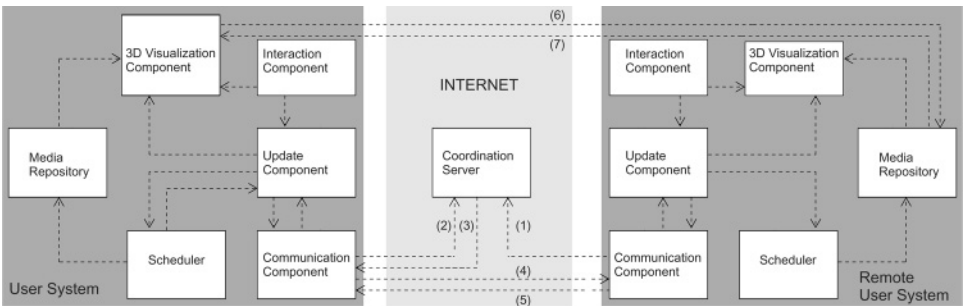 (6)
(7)
3D Visualization
Component
Interaction
Component
INTERNET
Interaction
Component
3D Visualization
Component
Media
Repository
Update
Component
Coordination
Server
Update
Component
Media
Repository
(2)
(3)
(1)
Scheduler
Communication
Component
(4)
(5)
Communication
Component
Scheduler
User System
Remote
User System